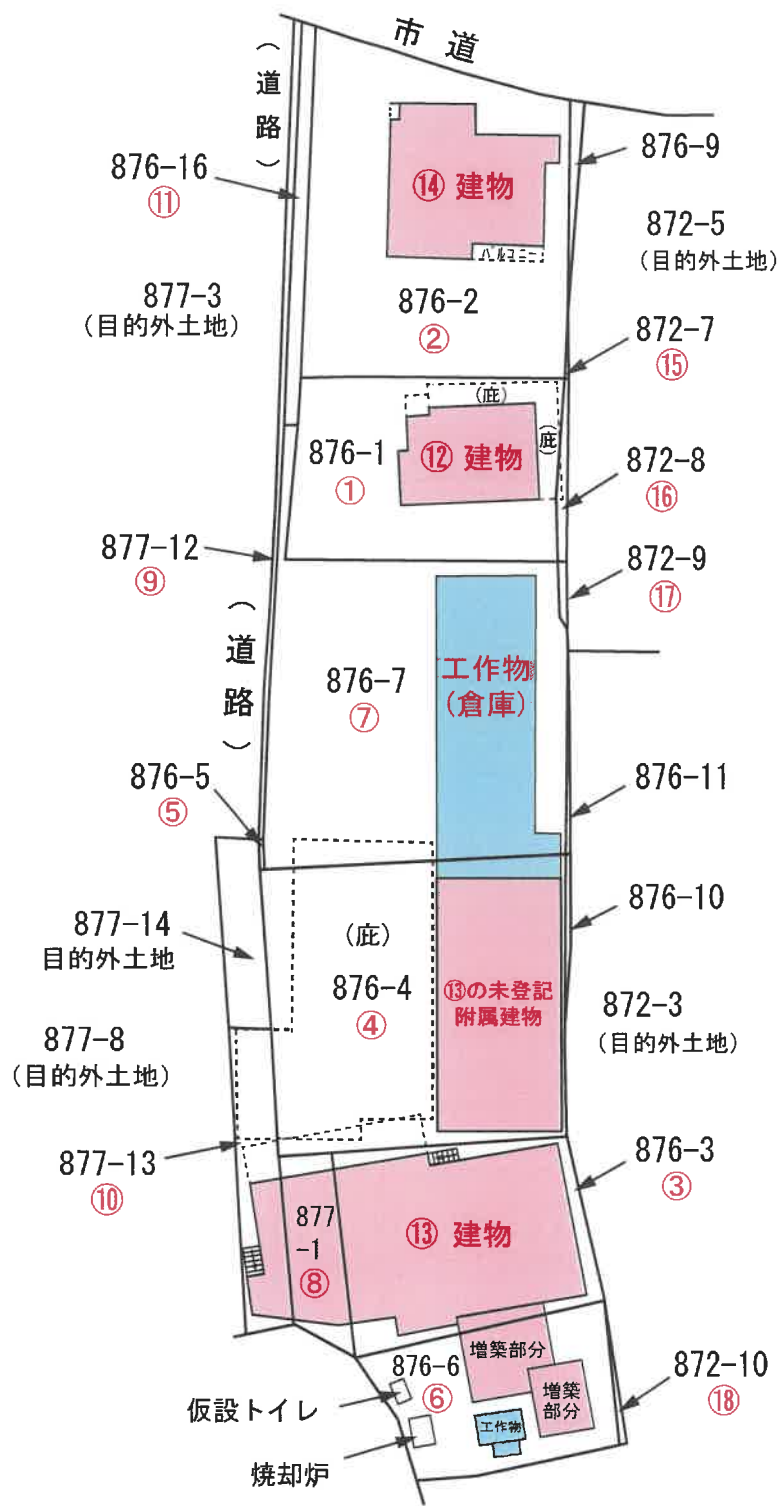 市道
（道路）
876-16
⑪
⑭ 建物
876-9
872-5
（目的外土地）
877-3
（目的外土地）
バルコニー
876-2
②
872-7
⑮
（庇）
876-1
①
⑫ 建物
（庇）
872-8
⑯
877-12
⑨
872-9
⑰
（道路）
工作物
（倉庫）
876-7
⑦
876-5
⑤
876-11
877-14
目的外土地
876-10
（庇）
876-4
④
⑬の未登記
附属建物
872-3
（目的外土地）
877-8
（目的外土地）
877-13
⑩
876-3
③
877
-1
⑧
⑬ 建物
増築部分
876-6
⑥
増築
部分
872-10
⑱
仮設トイレ
工作物
焼却炉